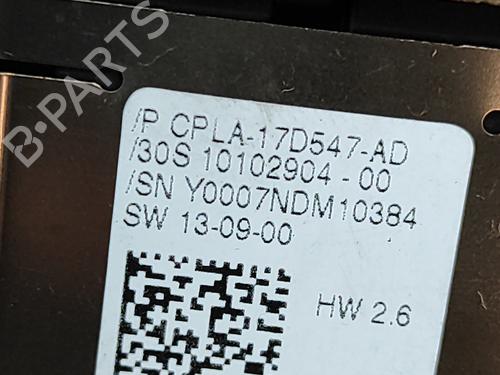 B-PARTS
/P CPLA-17D547-AD
/30S 10102904 - 00
/SN Y0007NDM10384
SW 13-09-00
HW 2.6